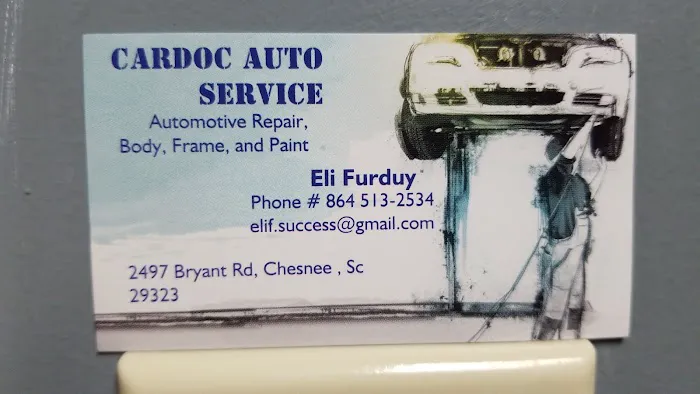 CARDOC AUTO
SERVICE
Automotive Repair,
Body, Frame, and Paint
Eli Furduy
Phone # 864 513-2534
elif.success@gmail.com
2497 Bryant Rd, Chesnee , Sc
29323